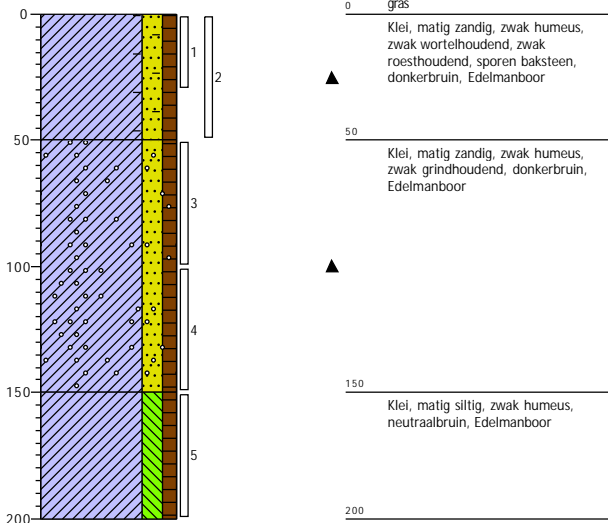 0
50
100
150
200
1
2
3
4
5
0
gras
Klei, matig zandig, zwak humeus,
zwak wortelhoudend, zwak
roesthoudend, sporen baksteen,
donkerbruin, Edelmanboor
50
Klei, matig zandig, zwak humeus,
zwak grindhoudend, donkerbruin,
Edelmanboor
150
Klei, matig siltig, zwak humeus,
neutraalbruin, Edelmanboor
200